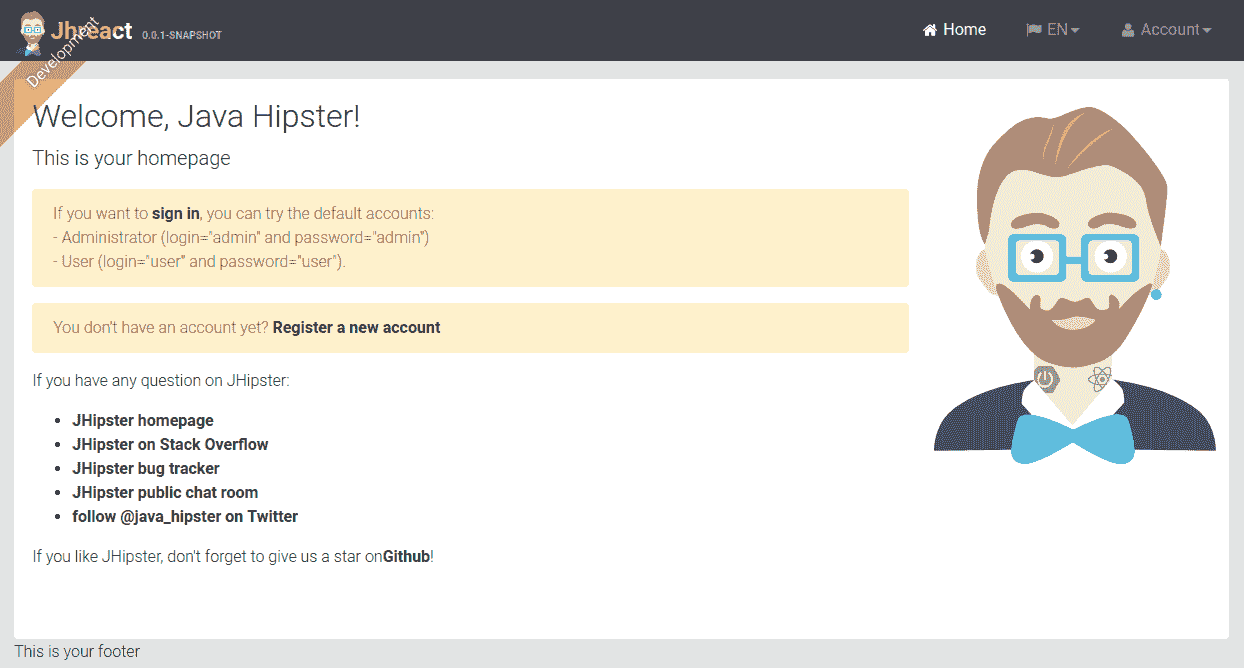 Jhreact 0.0.1-SNAPSHOT
Home
EN
Account
Development
Welcome, Java Hipster!
This is your homepage
If you want to sign in, you can try the default accounts:
- Administrator (login="admin" and password="admin")
- User (login="user" and password="user").
You don't have an account yet? Register a new account
If you have any question on JHipster:
• JHipster homepage
• JHipster on Stack Overflow
• JHipster bug tracker
• JHipster public chat room
• follow @java_hipster on Twitter
If you like JHipster, don't forget to give us a star onGithub!
This is your footer